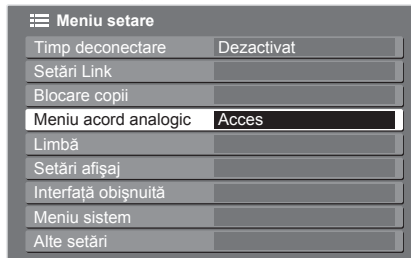 Meniu setare
Timp deconectare Dezactivat
Setări Link
Blocare copii
Meniu acord analogic Acces
Limbă
Setări afişaj
Interfaţă obişnuită
Meniu sistem
Alte setări